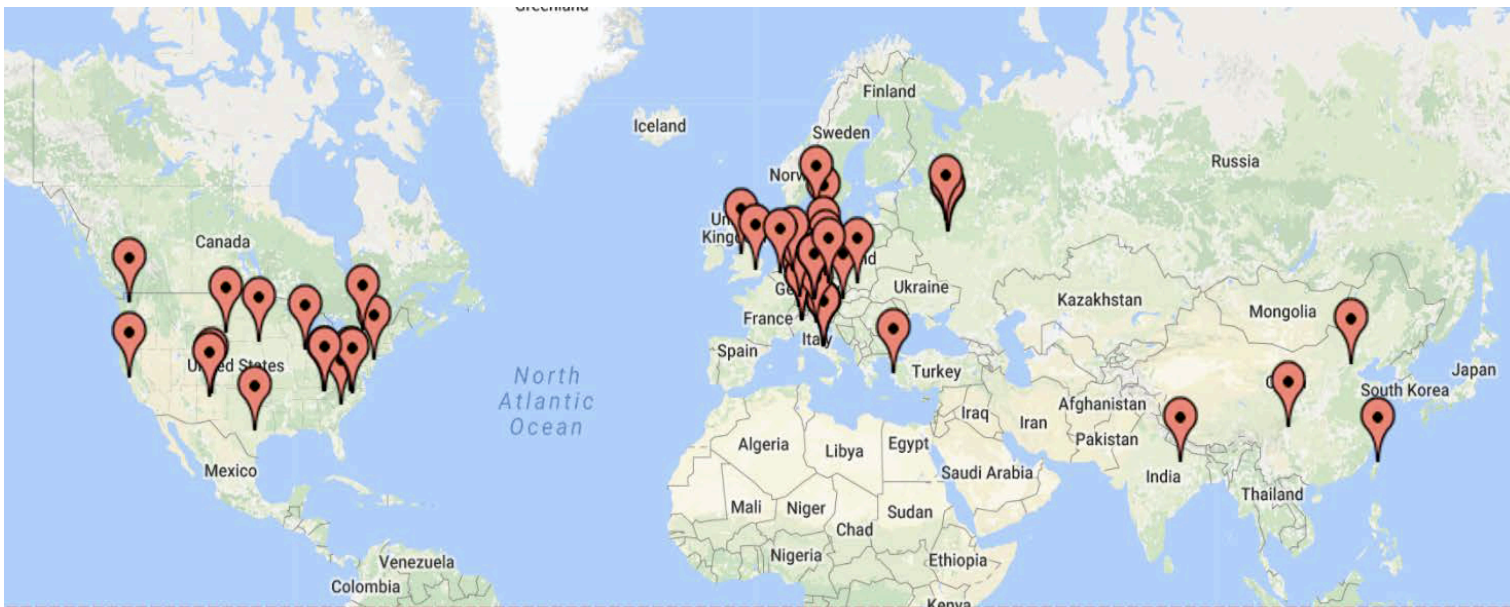 Greenland
Iceland
Finland
Sweden
Russia
Canada
Ukraine
Kazakhstan
Mongolia
France
Italy
Spain
Turkey
United States
North
Atlantic
Ocean
Japan
South Korea
Afghanistan
Iraq
Iran
Pakistan
Algeria
Libya
Egypt
Saudi Arabia
Mexico
India
Thailand
Mali
Niger
Chad
Sudan
Nigeria
Ethiopia
Venezuela
Colombia
Kenya